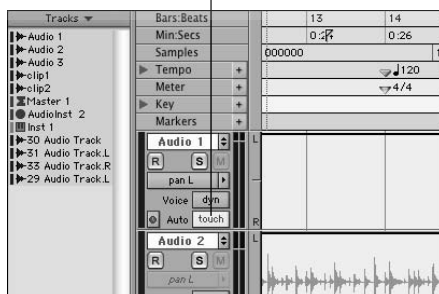 Tracks
Audio 1
Audio 2
Audio 3
clip1
clip2
Master 1
AudioInst 2
Inst 1
30 Audio Track
31 Audio Track.L
33 Audio Track.R
29 Audio Track.L
Bars:Beats
13
14
Min:Secs
0:26
Samples
000000
1
Tempo
+
120
Meter
+
4/4
Key
+
Markers
+
Audio 1
L
R
S
M
pan L
Voice
dyn
Auto
touch
R
Audio 2
L
R
S
M
pan L